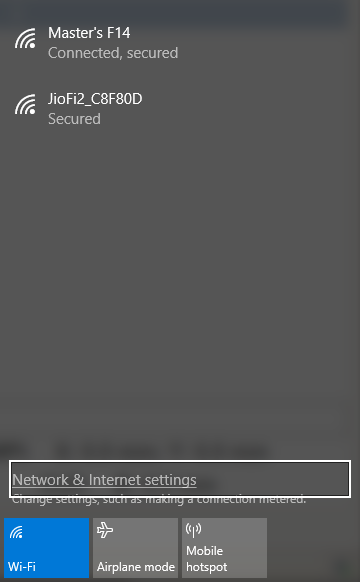 Master's F14
Connected, secured
JioFi2_C8F80D
Secured
Network & Internet settings
Change settings, such as making a connection metered.
Wi-Fi
Airplane mode
Mobile
hotspot